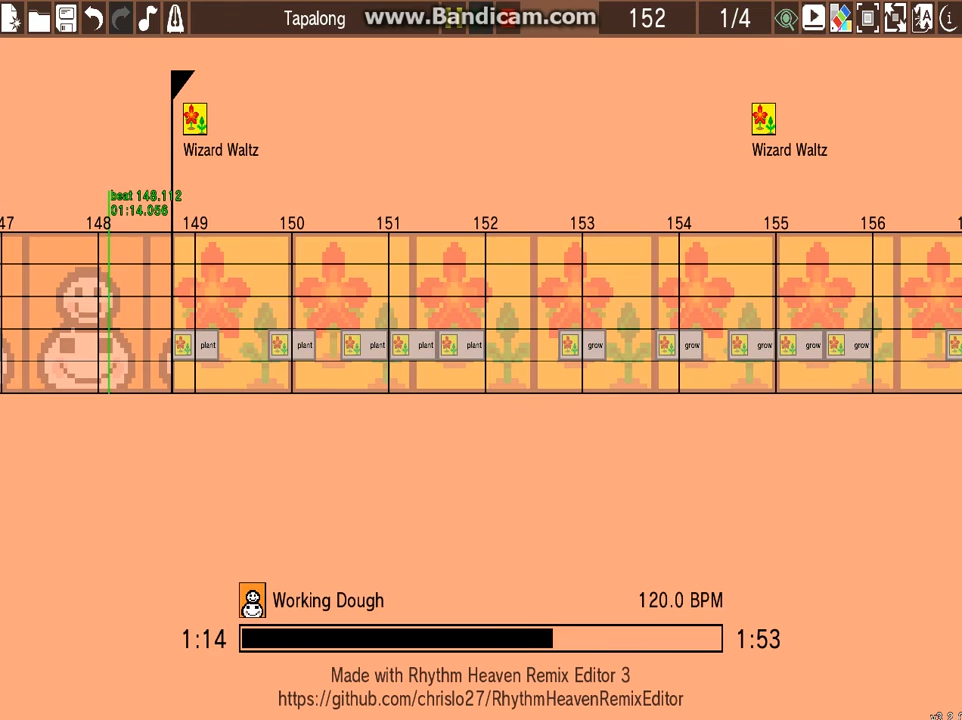 Tapalong
www.Bandicam.com
152
1/4
Wizard Waltz
Wizard Waltz
beat 148.112
01:14.056
47 148 149 150 151 152 153 154 155 156 1
plant plant plant plant plant grow grow grow grow grow
Working Dough
120.0 BPM
1:14
1:53
Made with Rhythm Heaven Remix Editor 3
https://github.com/chrislo27/RhythmHeavenRemixEditor